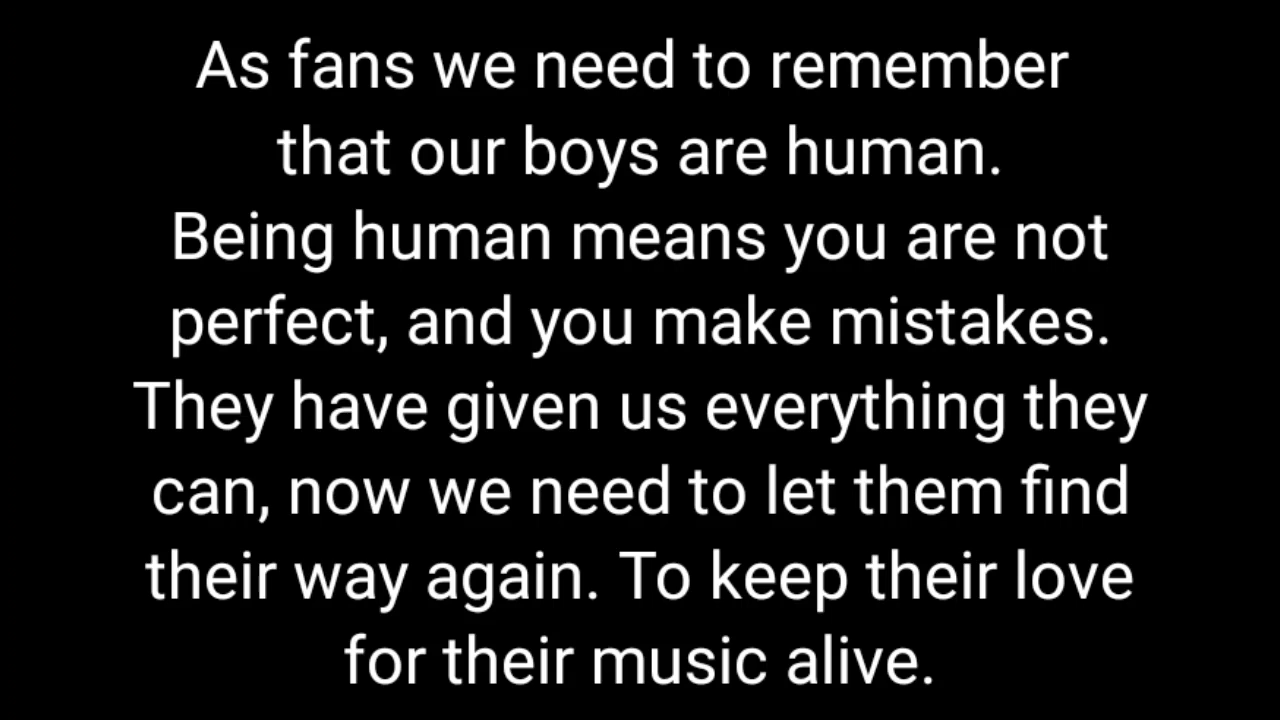 As fans we need to remember
that our boys are human.
Being human means you are not
perfect, and you make mistakes.
They have given us everything they
can, now we need to let them find
their way again. To keep their love
for their music alive.